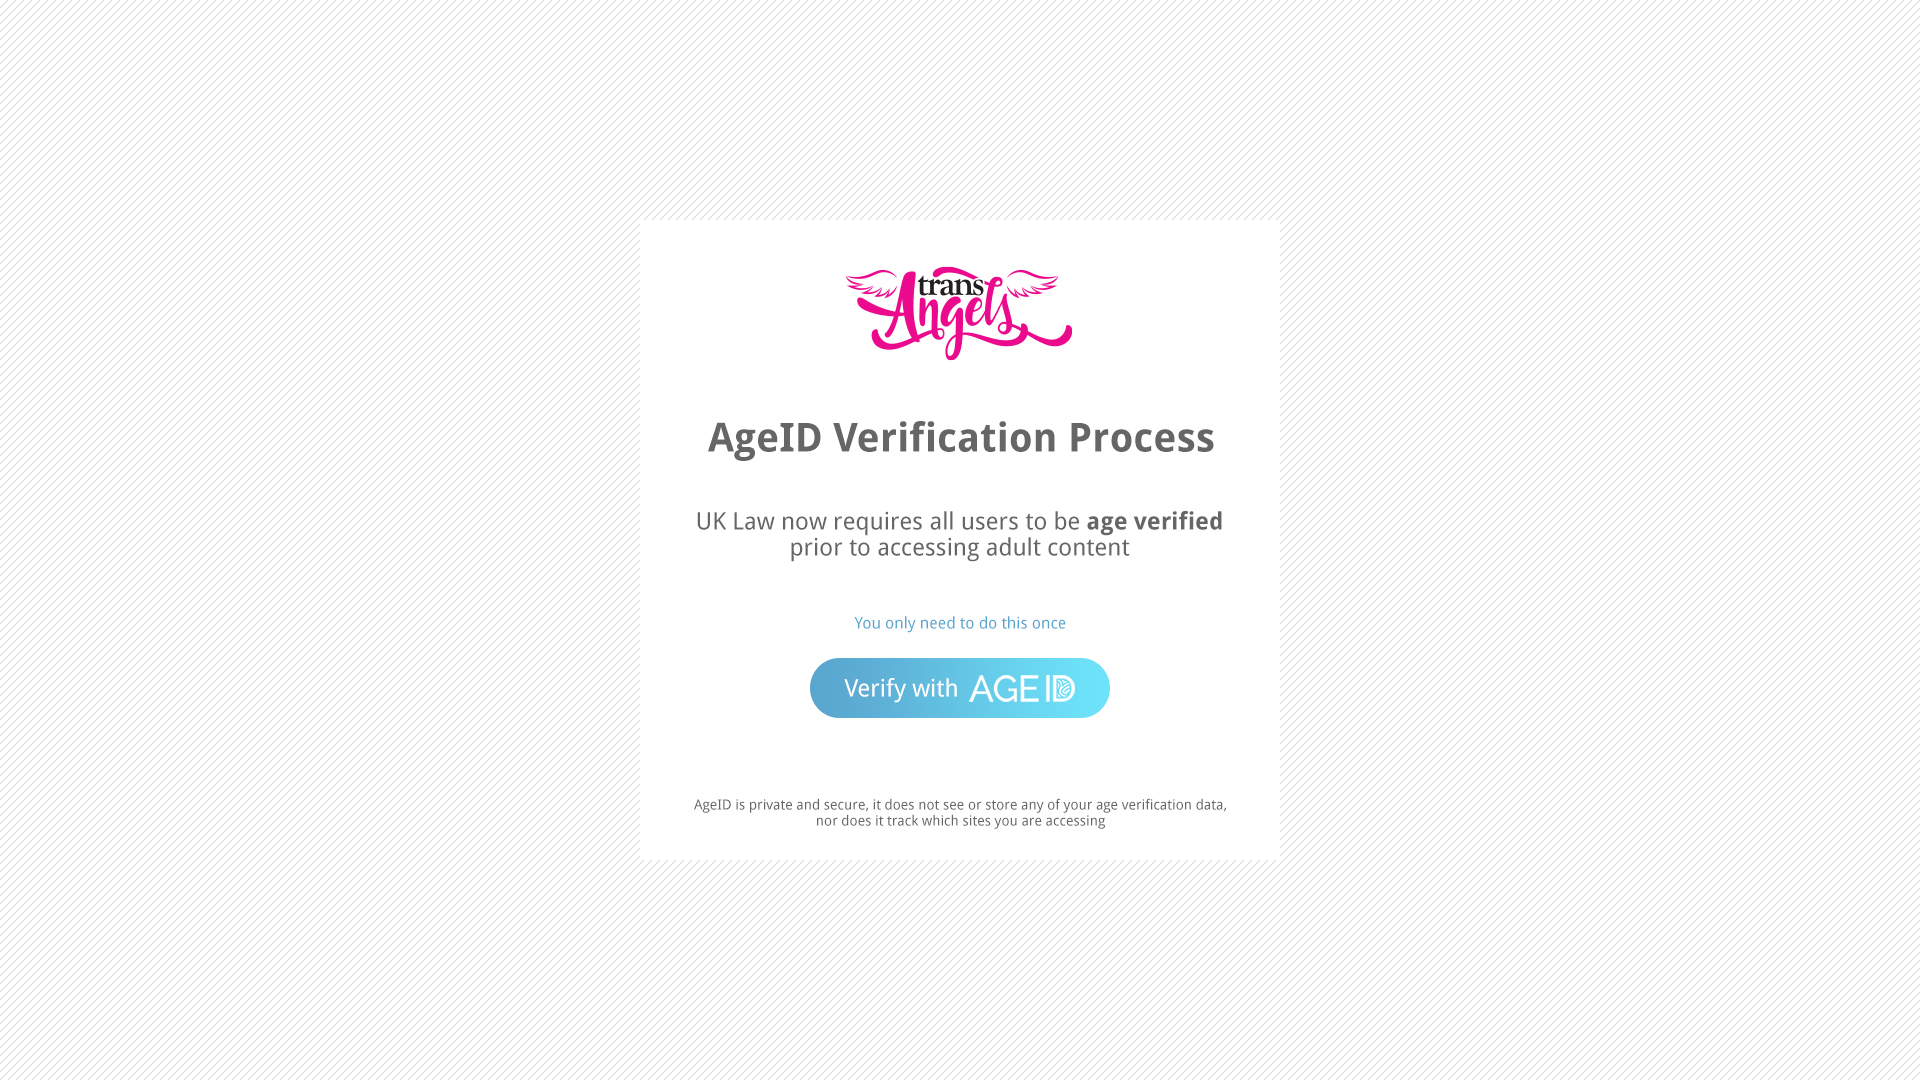 trans
Angels
AgeID Verification Process
UK Law now requires all users to be age verified
prior to accessing adult content
You only need to do this once
Verify with AGE ID
AgeID is private and secure, it does not see or store any of your age verification data,
nor does it track which sites you are accessing